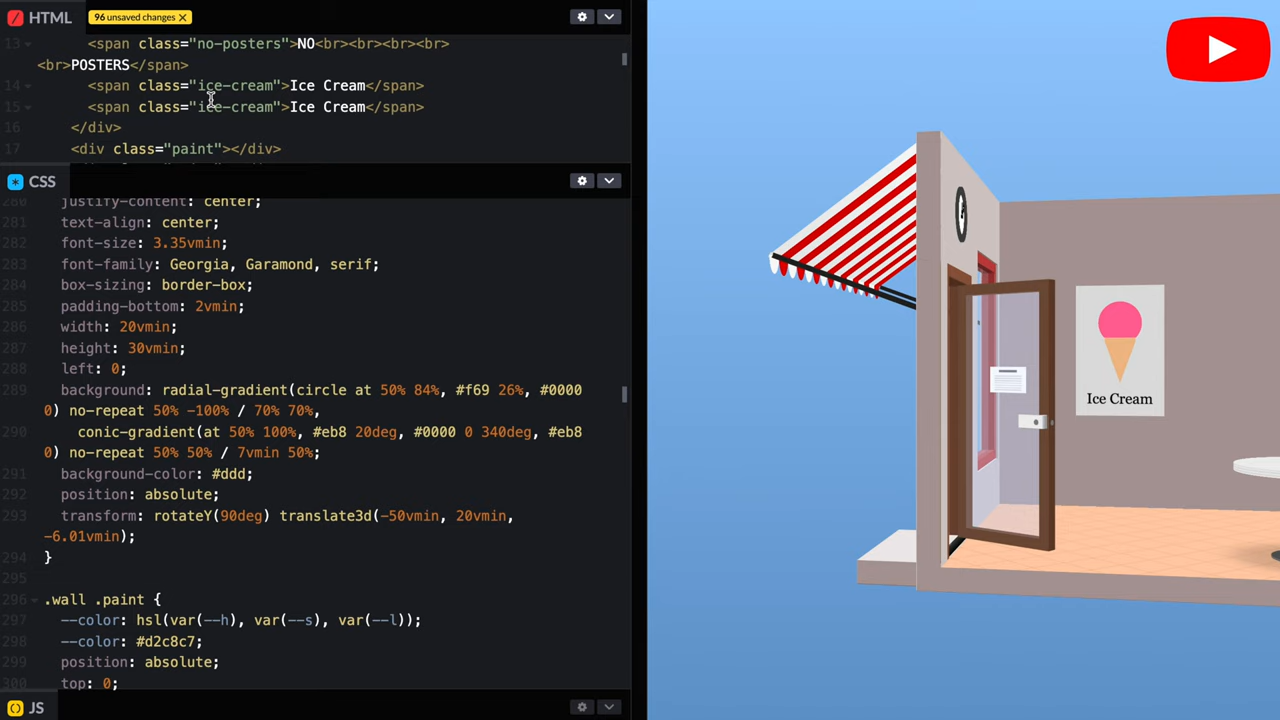 HTML
96 unsaved changes ×
13 <span class="no-posters">NO<br><br><br><br>
<br>POSTERS</span>
14 <span class="ice-cream">Ice Cream</span>
15 <span class="ice-cream">Ice Cream</span>
16 </div>
17 <div class="paint"></div>
* CSS
280 justify-content: center;
281 text-align: center;
282 font-size: 3.35vmin;
283 font-family: Georgia, Garamond, serif;
284 box-sizing: border-box;
285 padding-bottom: 2vmin;
286 width: 20vmin;
287 height: 30vmin;
288 left: 0;
289 background: radial-gradient(circle at 50% 84%, #f69 26%, #0000
0) no-repeat 50% -100% / 70% 70%,
290 conic-gradient(at 50% 100%, #eb8 20deg, #0000 0 340deg, #eb8
0) no-repeat 50% 50% / 7vmin 50%;
291 background-color: #ddd;
292 position: absolute;
293 transform: rotateY(90deg) translate3d(-50vmin, 20vmin,
-6.01vmin);
294 }
295
296 .wall .paint {
297 --color: hsl(var(--h), var(--s), var(--l));
298 --color: #d2c8c7;
299 position: absolute;
300 top: 0;
() JS
Ice Cream